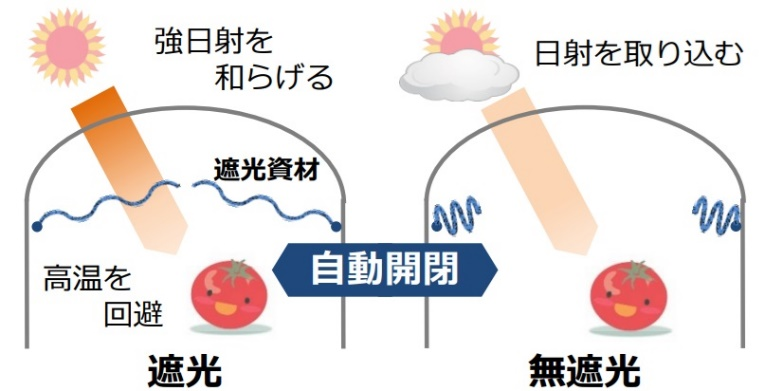 強日射を
和らげる
遮光資材
高温を
回避
遮光
自動開閉
日射を取り込む
無遮光